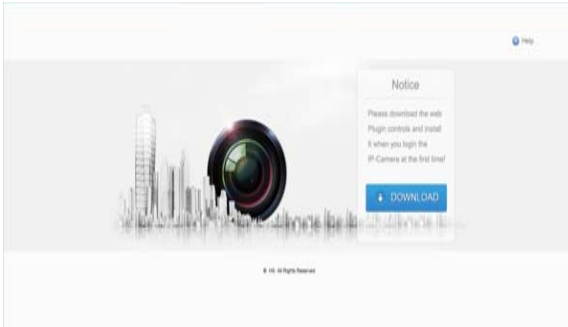 Help
Notice
Please download the web
Plugin controls and install
it when you login the
IP-Camera at the first time!
DOWNLOAD
All Rights Reserved